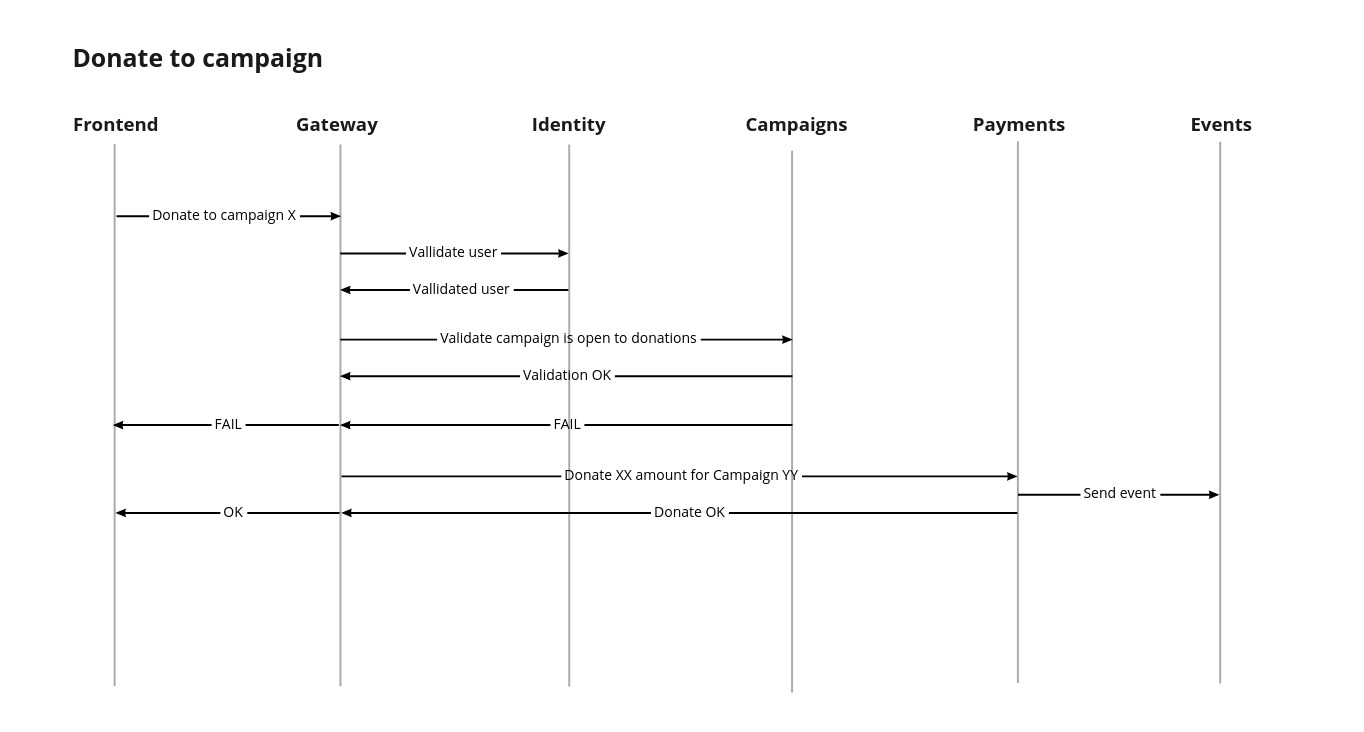 Donate to campaign
Frontend
Gateway
Identity
Campaigns
Payments
Events
Donate to campaign X
Vallidate user
Vallidated user
Validate campaign is open to donations
Validation OK
FAIL
FAIL
Donate XX amount for Campaign YY
Send event
OK
Donate OK